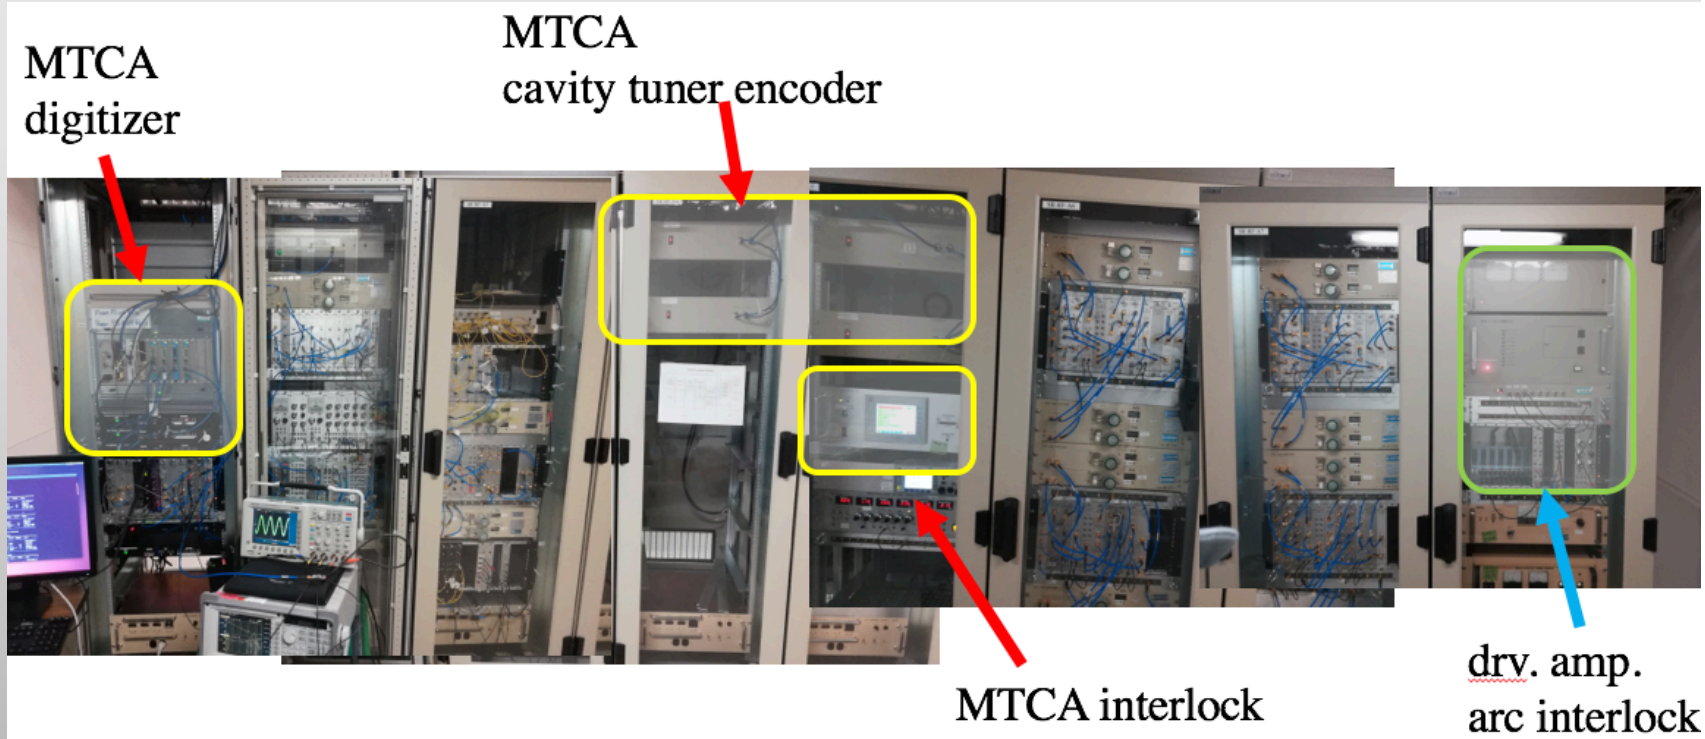 MTCA
digitizer
MTCA
cavity tuner encoder
MTCA interlock
drv. amp.
arc interlock